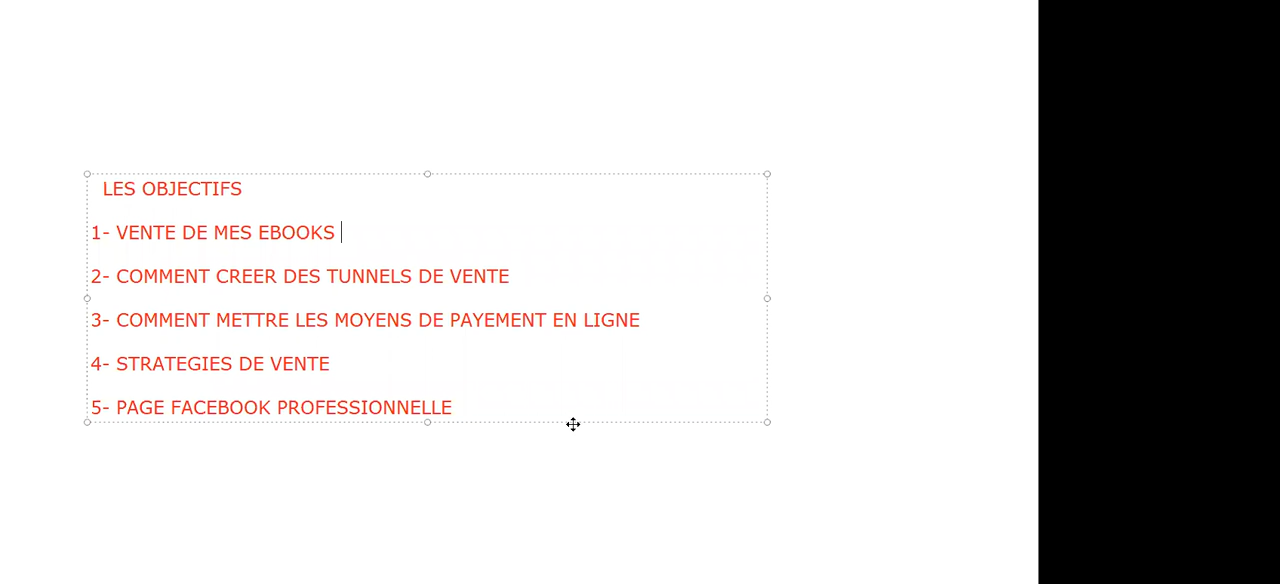 LES OBJECTIFS
1- VENTE DE MES EBOOKS
2- COMMENT CREER DES TUNNELS DE VENTE
3- COMMENT METTRE LES MOYENS DE PAYEMENT EN LIGNE
4- STRATEGIES DE VENTE
5- PAGE FACEBOOK PROFESSIONNELLE